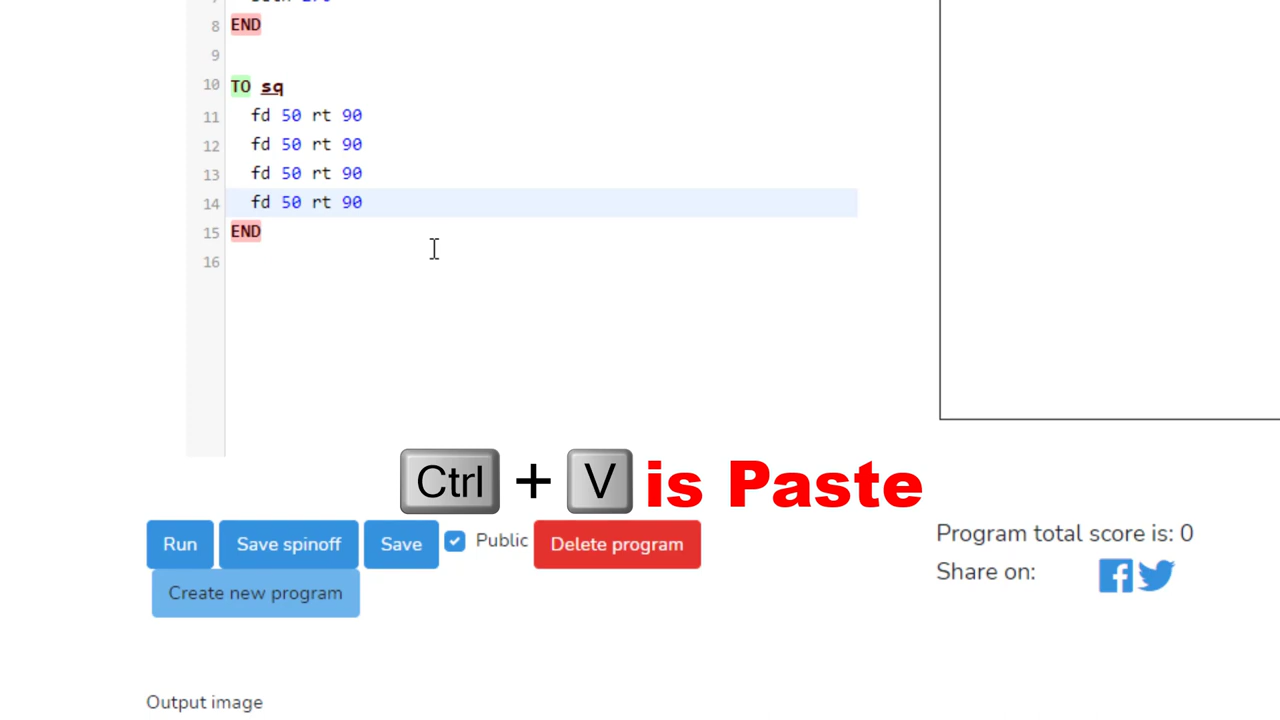 8 END
9
10 TO sq
11 fd 50 rt 90
12 fd 50 rt 90
13 fd 50 rt 90
14 fd 50 rt 90
15 END
16
Ctrl + V is Paste
Run Save spinoff Save Public Delete program
Create new program
Program total score is: 0
Share on:
Output image